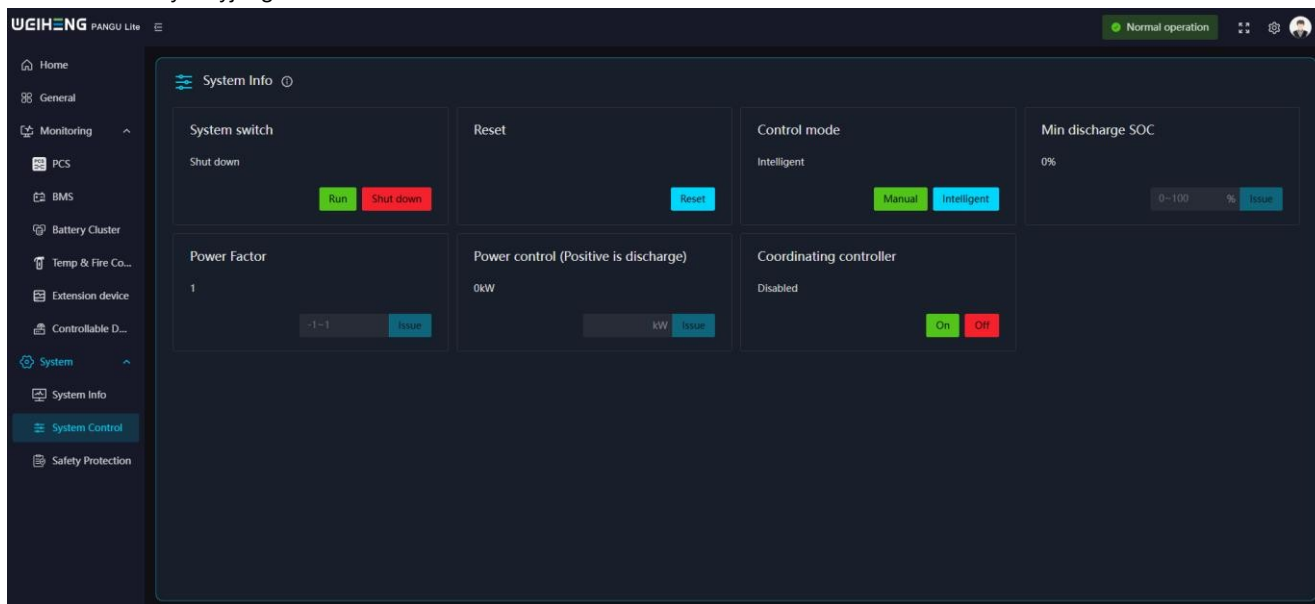 WEIHENG PANGU Lite
Normal operation
Home
General
Monitoring
PCS
BMS
Battery Cluster
Temp & Fire Co...
Extension device
Controllable D...
System
System Info
System Control
Safety Protection
System Info
System switch
Shut down
Run Shut down
Reset
Reset
Control mode
Intelligent
Manual Intelligent
Min discharge SOC
0%
0~100 % Issue
Power Factor
1
-1~1 Issue
Power control (Positive is discharge)
0kW
kW Issue
Coordinating controller
Disabled
On Off